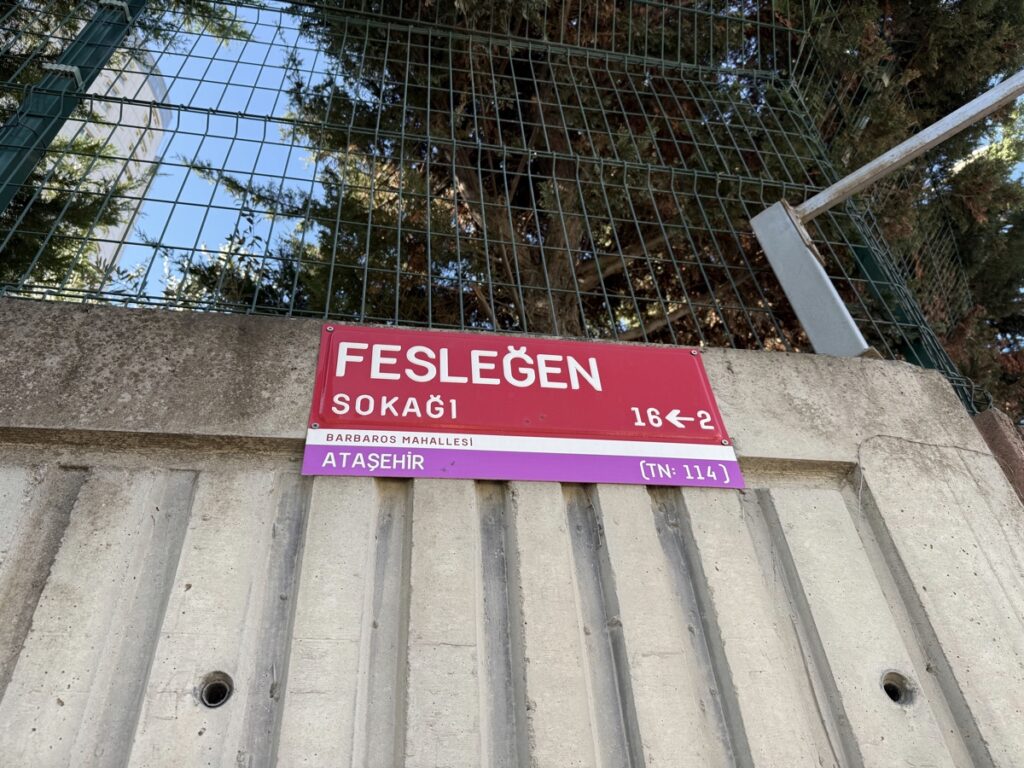 FESLEĞEN
SOKAĞI
16←2
BARBAROS MAHALLESİ
ATAŞEHİR (TN: 114)